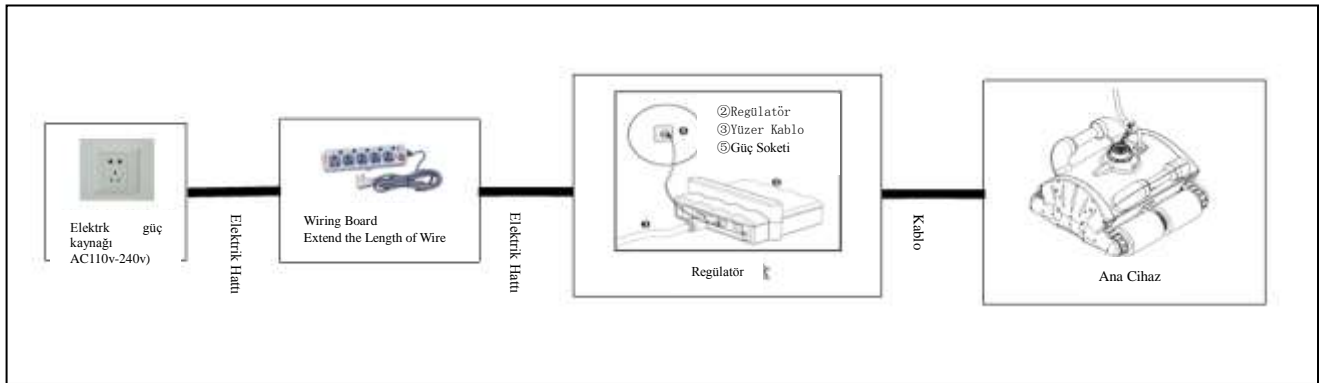 Elektrk güç
kaynağı
AC110v-240v)
Elektrik Hattı
Wiring Board
Extend the Length of Wire
Elektrik Hattı
②Regülatör
③Yüzer Kablo
⑤Güç Soketi
Regülatör
Kablo
Ana Cihaz